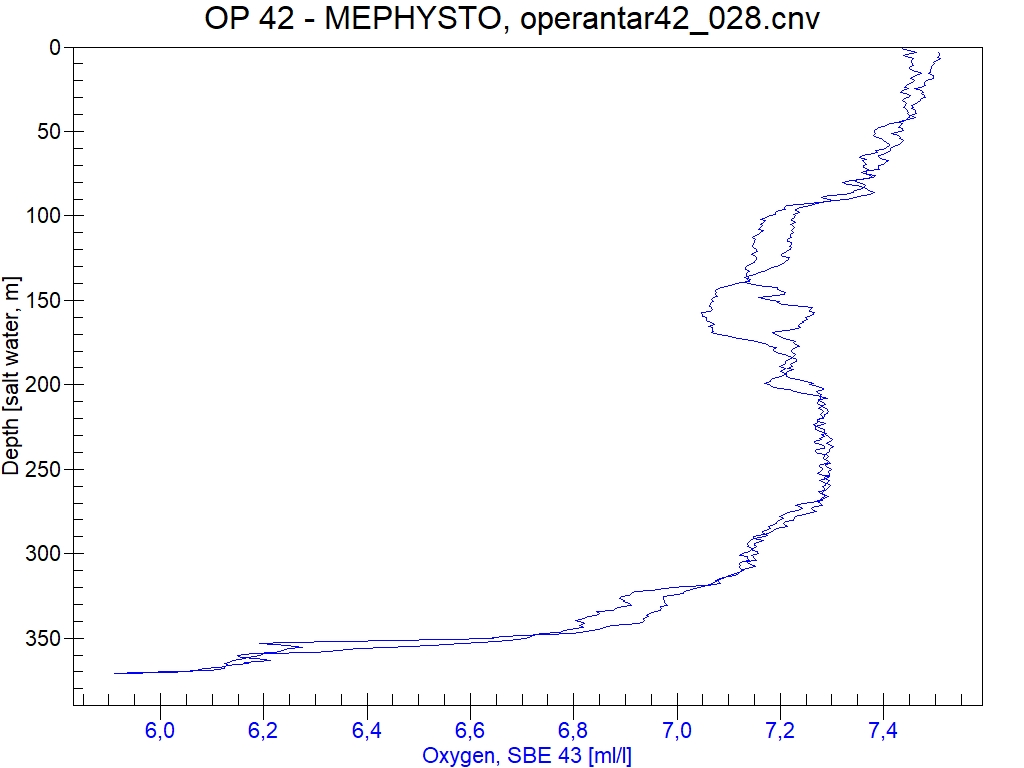 OP 42 - MEPHYSTO, operantar42_028.cnv
0
50
100
150
200
250
300
350
Depth [salt water, m]
6,0 6,2 6,4 6,6 6,8 7,0 7,2 7,4
Oxygen, SBE 43 [ml/l]